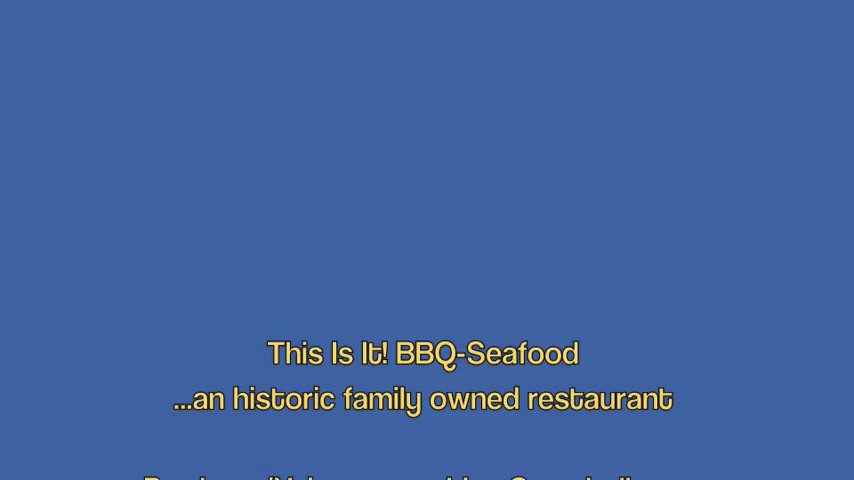 This Is It! BBQ-Seafood
...an historic family owned restaurant